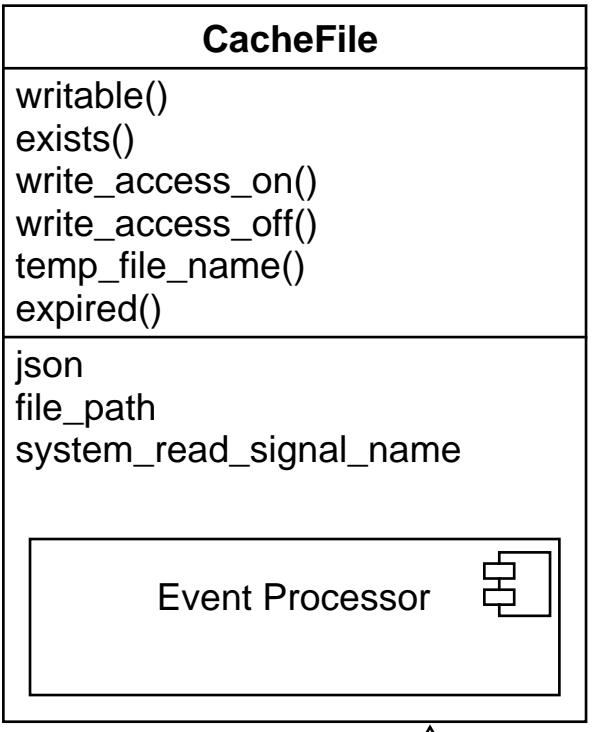 CacheFile
writable()
exists()
write_access_on()
write_access_off()
temp_file_name()
expired()
json
file_path
system_read_signal_name
Event Processor